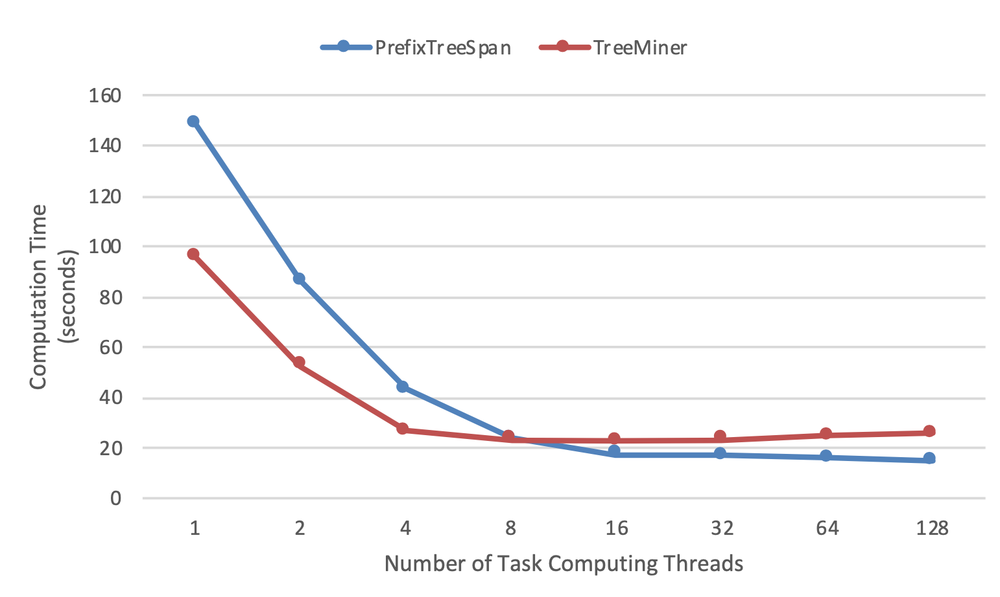 PrefixTreeSpan TreeMiner
160
140
120
100
80
60
40
20
0
Computation Time
(seconds)
1 2 4 8 16 32 64 128
Number of Task Computing Threads